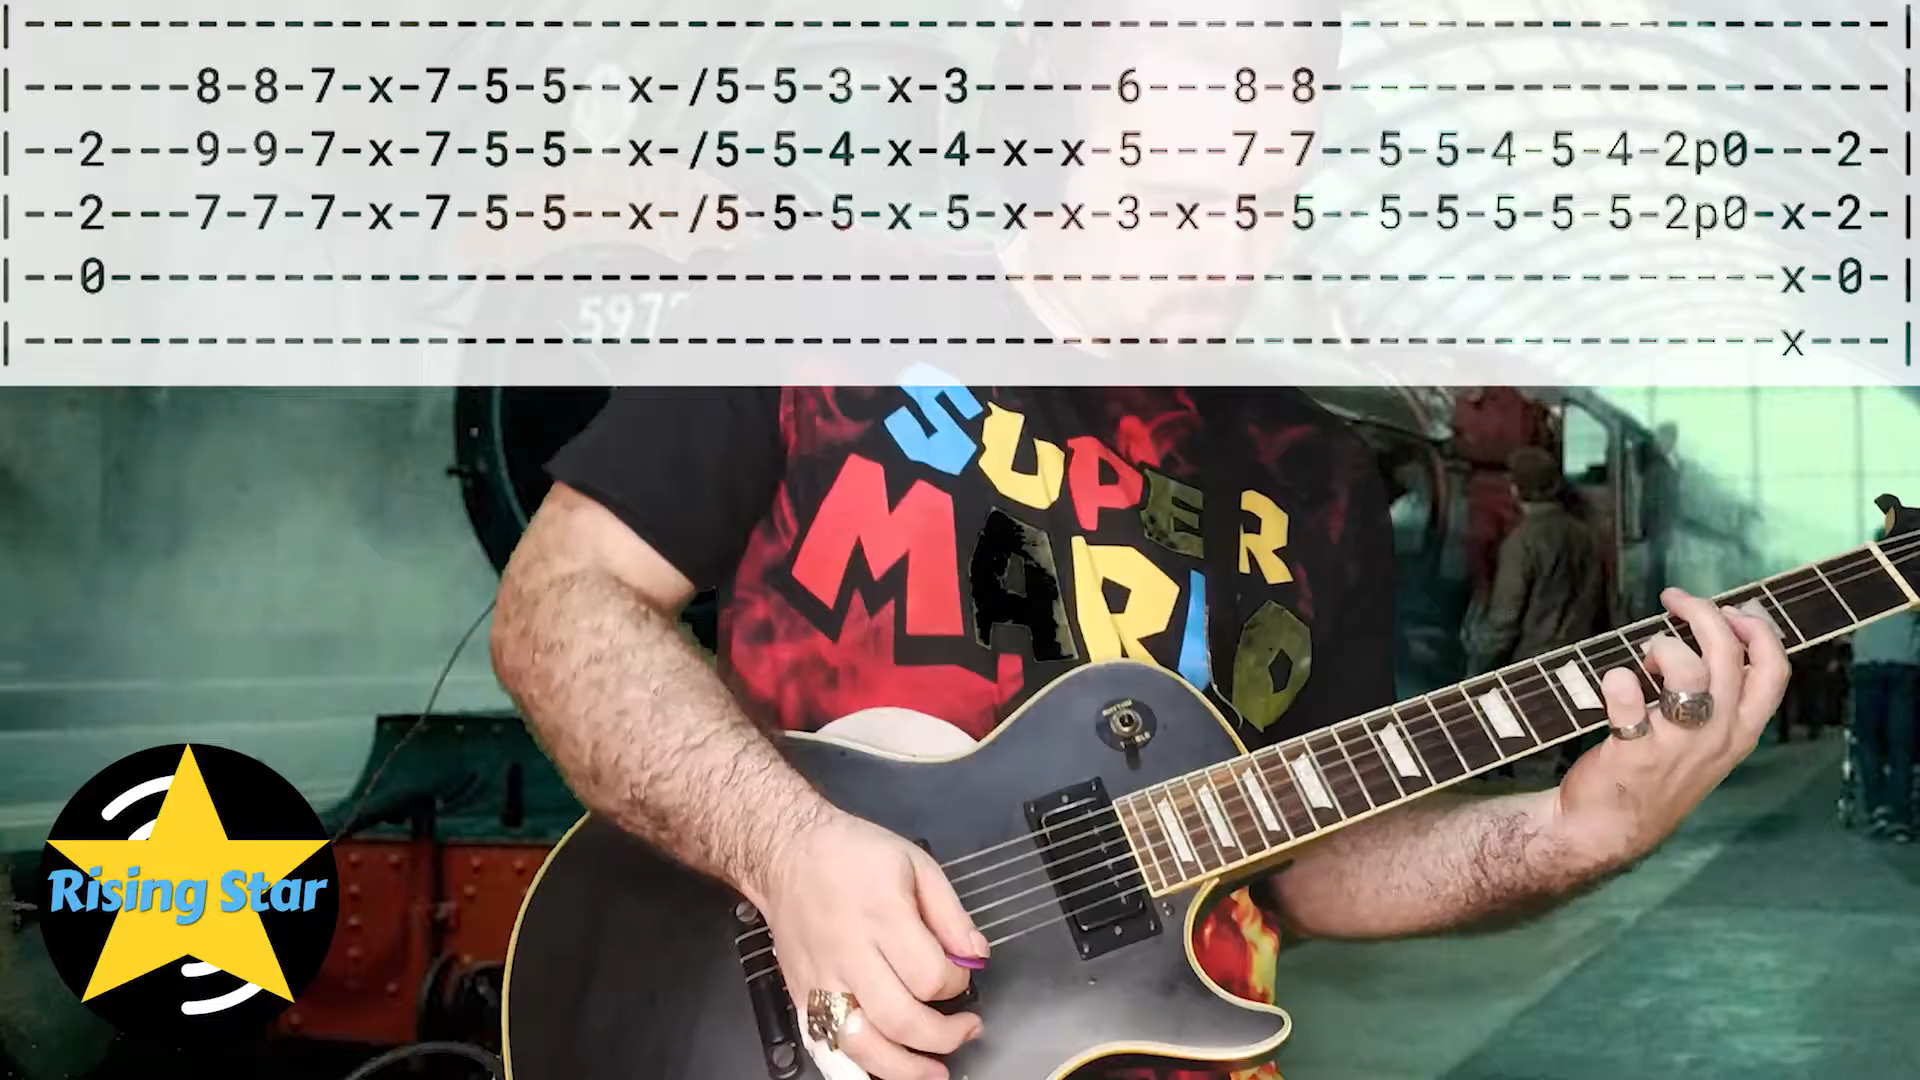 |-----------------------------------------------------------------|
|------8-8-7-x-7-5-5--x-/5-5-3-x-3-----6---8-8--------------------|
|--2---9-9-7-x-7-5-5--x-/5-5-4-x-4-x-x-5---7-7--5-5-4-5-4-2p0---2-|
|--2---7-7-7-x-7-5-5--x-/5-5-5-x-5-x-x-3-x-5-5--5-5-5-5-5-2p0-x-2-|
|--0----------------------------------------------------------x-0-|
|-------------------------------------------------------------x---|
SUPER
MARIO
RHYTHM
Rising Star